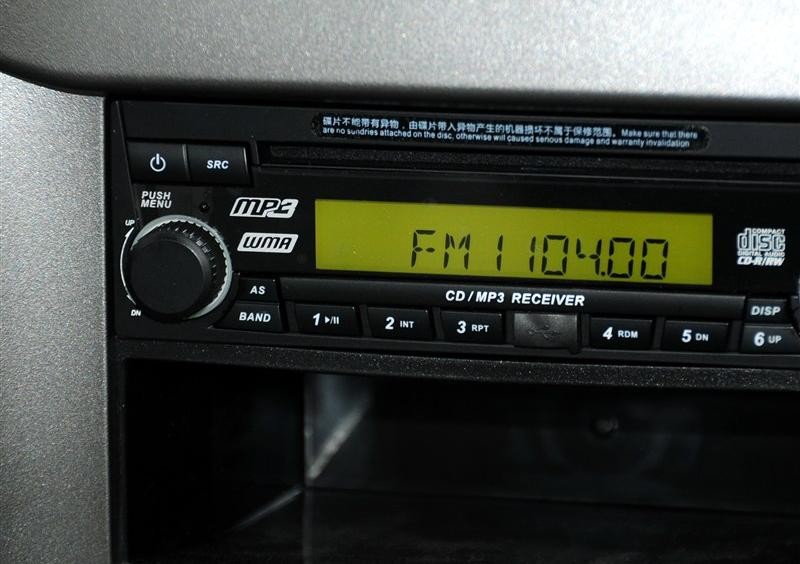 碟片不能带有异物，由碟片带入异物产生的机器损坏不属于保修范围。Make sure that there
are no sundries attached on the disc, otherwise will caused serious damage and warranty invalidation
SRC
PUSH
MENU
UP
DN
MP3
WMA
FM1 104.00
COMPACT
disc
DIGITAL AUDIO
CD-R/RW
AS
BAND
CD/MP3 RECEIVER
DISP
1 ►/II
2 INT
3 RPT
4 RDM
5 DN
6 UP